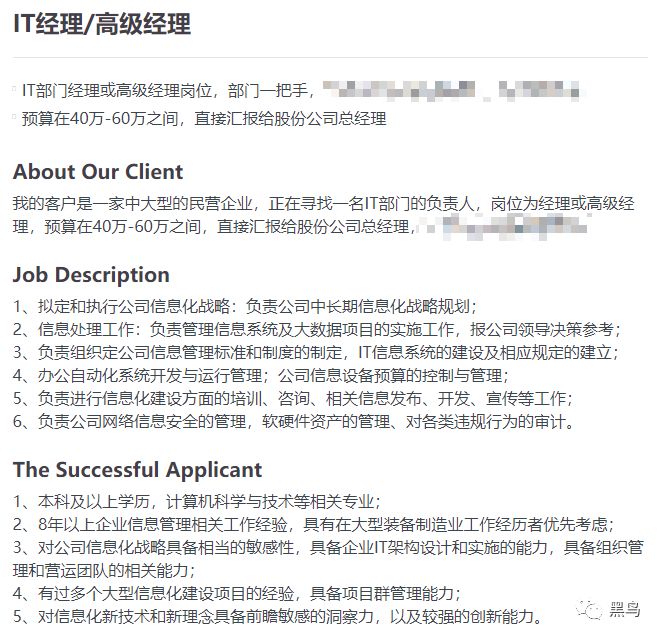 IT经理/高级经理
IT部门经理或高级经理岗位，部门一把手，
预算在40万-60万之间，直接汇报给股份公司总经理
About Our Client
我的客户是一家中大型的民营企业，正在寻找一名IT部门的负责人，岗位为经理或高级经
理，预算在40万-60万之间，直接汇报给股份公司总经理，
Job Description
1、拟定和执行公司信息化战略：负责公司中长期信息化战略规划；
2、信息处理工作：负责管理信息系统及大数据项目的实施工作，报公司领导决策参考；
3、负责组织定公司信息管理标准和制度的制定，IT信息系统的建设及相应规定的建立；
4、办公自动化系统开发与运行管理；公司信息设备预算的控制与管理；
5、负责进行信息化建设方面的培训、咨询、相关信息发布、开发、宣传等工作；
6、负责公司网络信息安全的管理，软硬件资产的管理、对各类违规行为的审计。
The Successful Applicant
1、本科及以上学历，计算机科学与技术等相关专业；
2、8年以上企业信息管理相关工作经验，具有在大型装备制造业工作经历者优先考虑；
3、对公司信息化战略具备相当的敏感性，具备企业IT架构设计和实施的能力，具备组织管
理和营运团队的相关能力；
4、有过多个大型信息化建设项目的经验，具备项目群管理能力；
5、对信息化新技术和新理念具备前瞻敏感的洞察力，以及较强的创新能力。
黑鸟